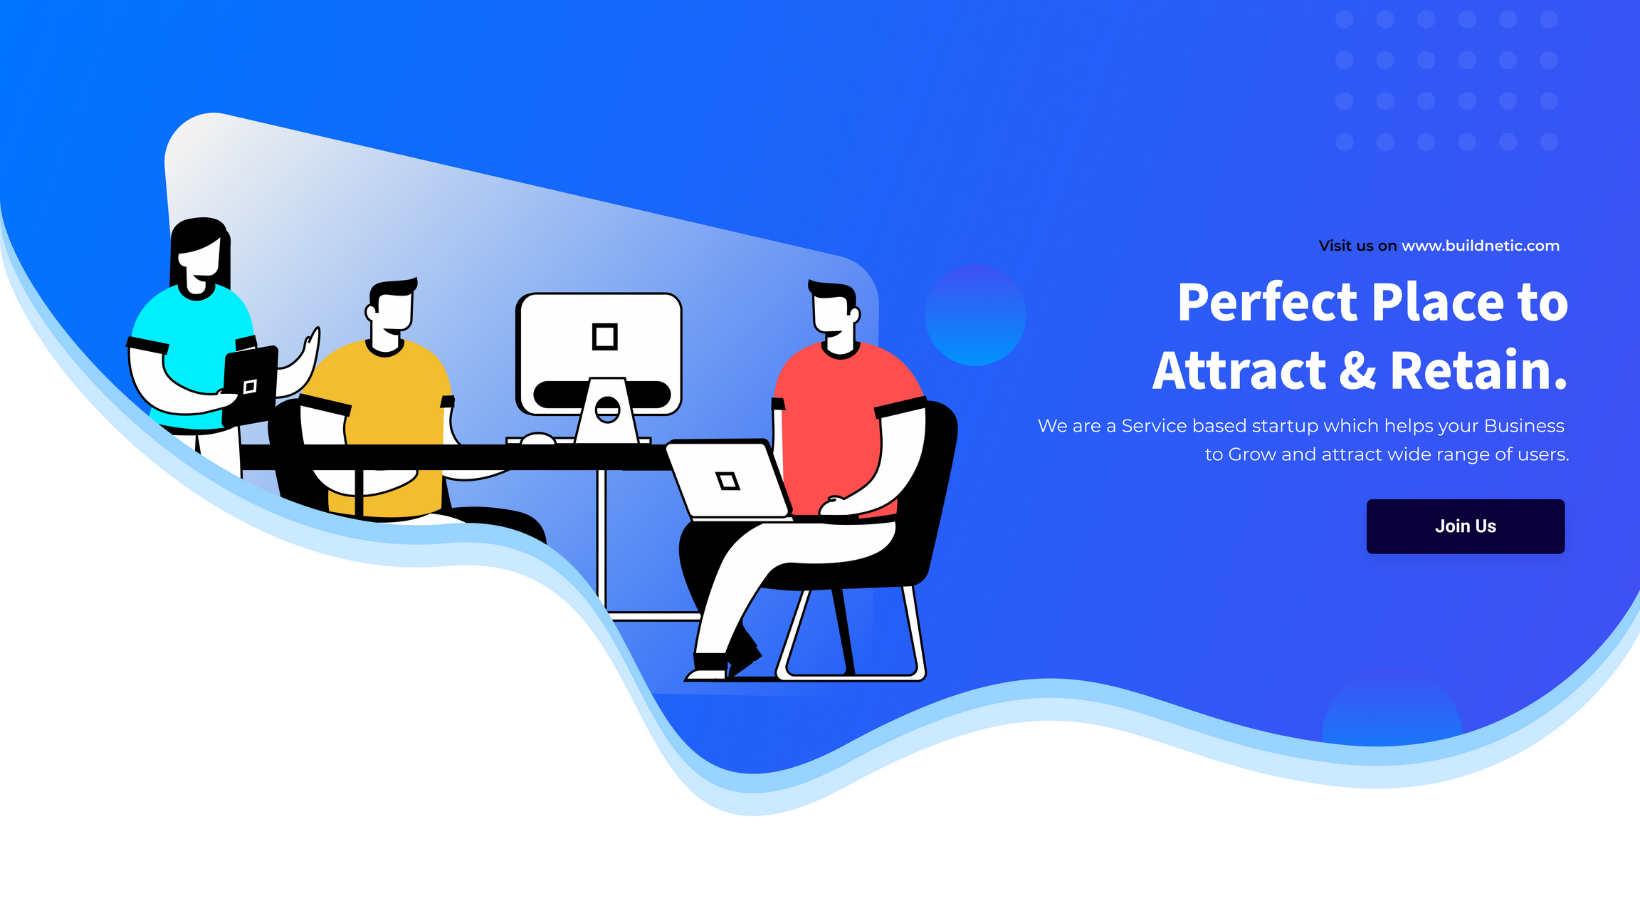 Visit us on www.buildnetic.com
Perfect Place to
Attract & Retain.
We are a Service based startup which helps your Business
to Grow and attract wide range of users.
Join Us